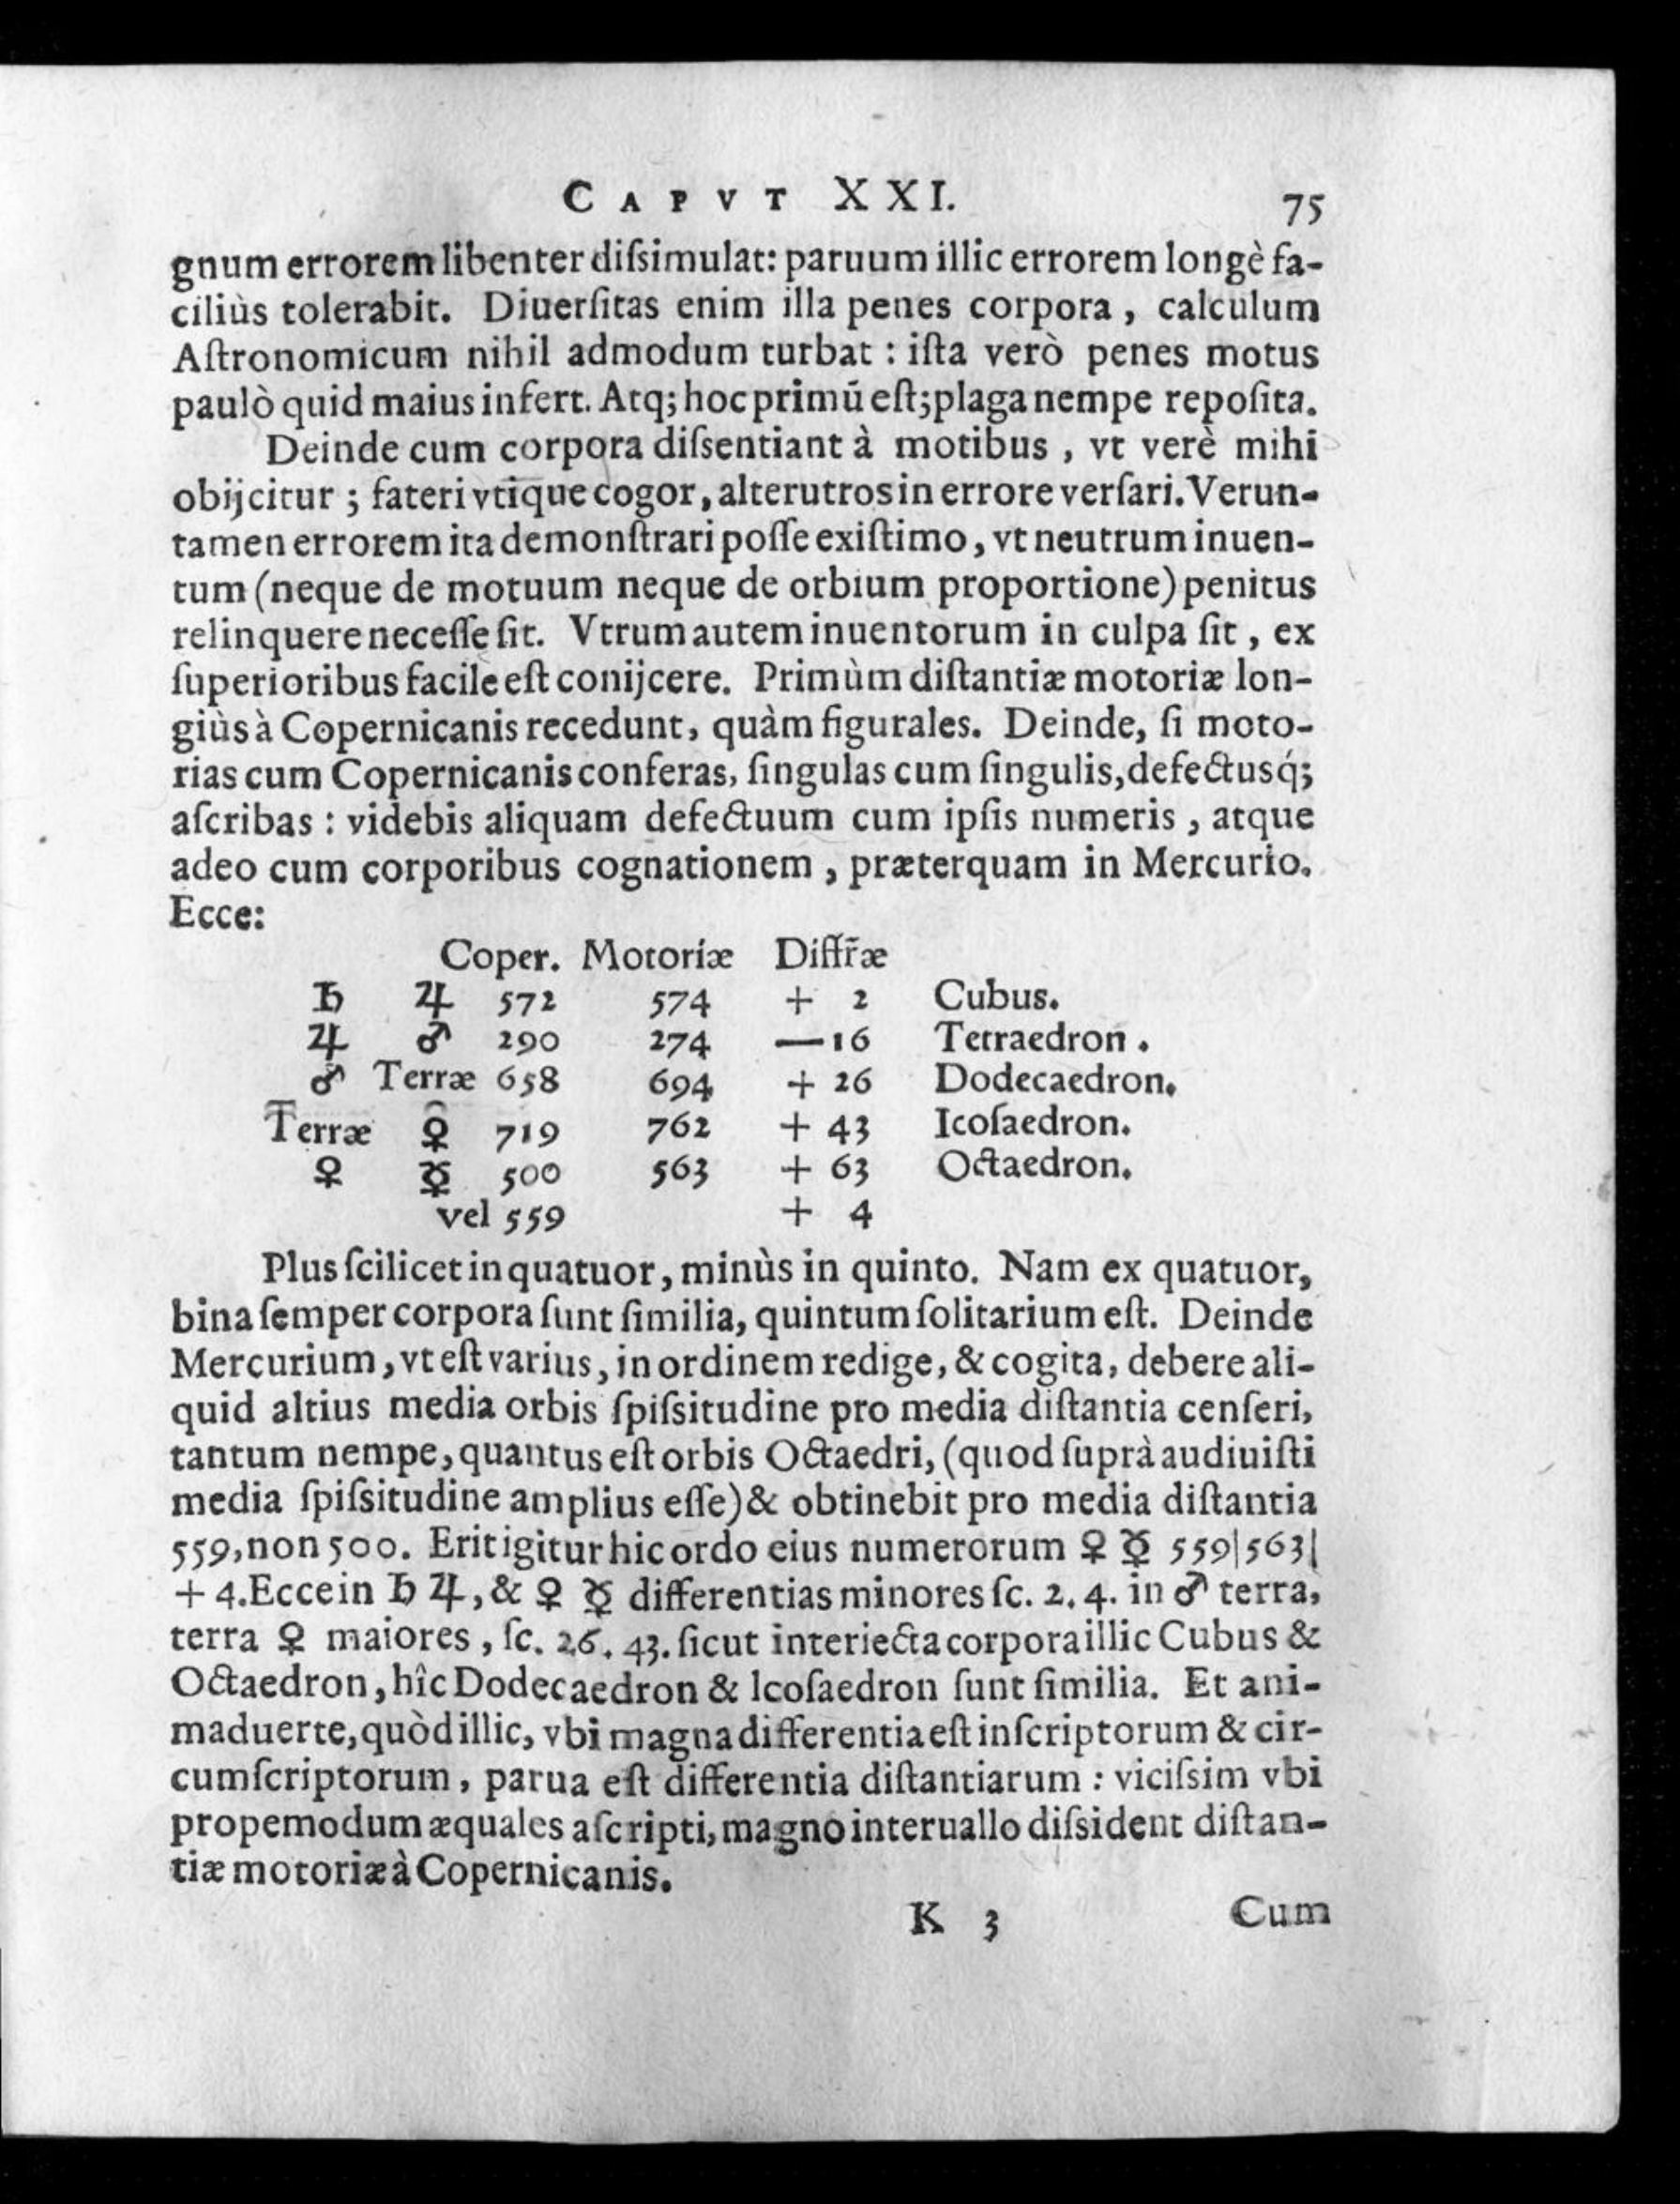 CAPVT XXI. 75
gnum errorem libenter diſsimulat: paruum illic errorem longè fa-
ciliùs tolerabit. Diuerſitas enim illa penes corpora, calculum
Aſtronomicum nihil admodum turbat: iſta verò penes motus
paulò quid maius infert. Atq; hoc primũ eſt; plaga nempe repoſita.
Deinde cum corpora diſsentiant à motibus, vt verè mihi
obijcitur; fateri vtique cogor, alterutros in errore verſari. Verun-
tamen errorem ita demonſtrari poſſe exiſtimo, vt neutrum inuen-
tum (neque de motuum neque de orbium proportione) penitus
relinquere neceſſe ſit. Vtrum autem inuentorum in culpa ſit, ex
ſuperioribus facile eſt conijcere. Primùm diſtantiæ motoriæ lon-
giùs à Copernicanis recedunt, quàm figurales. Deinde, ſi moto-
rias cum Copernicanis conferas, ſingulas cum ſingulis, defectusq́;
aſcribas: videbis aliquam defectuum cum ipſis numeris, atque
adeo cum corporibus cognationem, præterquam in Mercurio.
Ecce:
Coper. Motoriæ Diffr̃æ
♄ ♃ 572 574 + 2 Cubus.
♃ ♂ 290 274 — 16 Tetraedron.
♂ Terræ 658 694 + 26 Dodecaedron.
Terræ ♀ 719 762 + 43 Icoſaedron.
♀ ☿ 500 563 + 63 Octaedron.
vel 559 + 4
Plus ſcilicet in quatuor, minùs in quinto. Nam ex quatuor,
bina ſemper corpora ſunt ſimilia, quintum ſolitarium eſt. Deinde
Mercurium, vt eſt varius, in ordinem redige, & cogita, debere ali-
quid altius media orbis ſpiſsitudine pro media diſtantia cenſeri,
tantum nempe, quantus eſt orbis Octaedri, (quod ſuprà audiuiſti
media ſpiſsitudine amplius eſſe) & obtinebit pro media diſtantia
559, non 500. Erit igitur hic ordo eius numerorum ♀ ☿ 559|563|
+ 4. Ecce in ♄ ♃, & ♀ ☿ differentias minores ſc. 2. 4. in ♂ terra,
terra ♀ maiores, ſc. 26. 43. ſicut interiecta corpora illic Cubus &
Octaedron, hîc Dodecaedron & Icoſaedron ſunt ſimilia. Et ani-
maduerte, quòd illic, vbi magna differentia eſt inſcriptorum & cir-
cumſcriptorum, parua eſt differentia diſtantiarum: viciſsim vbi
propemodum æquales aſcripti, magno interuallo diſsident diſtan-
tiæ motoriæ à Copernicanis.
K 3 Cum